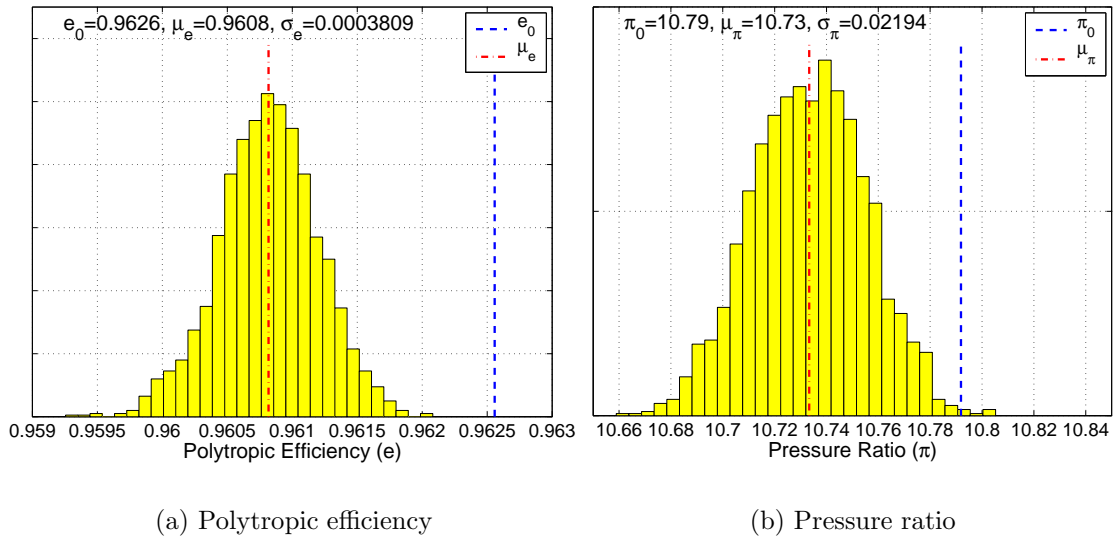 e₀=0.9626, μₑ=0.9608, σₑ=0.0003809
e₀
μₑ
0.959 0.9595 0.96 0.9605 0.961 0.9615 0.962 0.9625 0.963
Polytropic Efficiency (e)
(a) Polytropic efficiency
π₀=10.79, μ_π=10.73, σ_π=0.02194
π₀
μ_π
10.66 10.68 10.7 10.72 10.74 10.76 10.78 10.8 10.82 10.84
Pressure Ratio (π)
(b) Pressure ratio